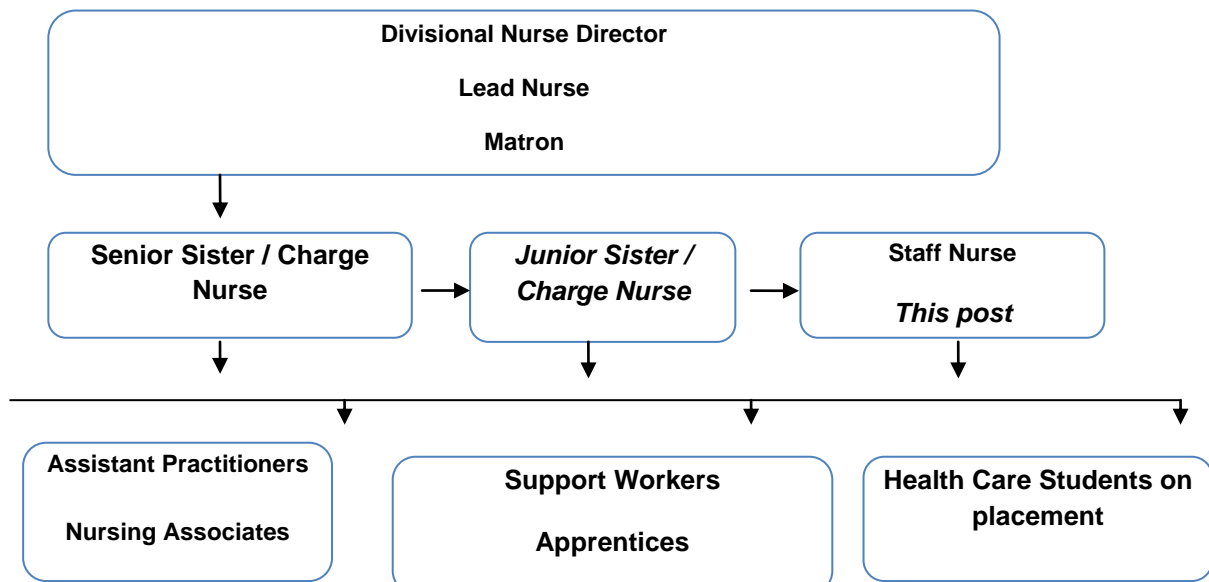 Divisional Nurse Director
Lead Nurse
Matron
Senior Sister / Charge
Nurse
Junior Sister /
Charge Nurse
Staff Nurse
This post
Assistant Practitioners
Nursing Associates
Support Workers
Apprentices
Health Care Students on
placement